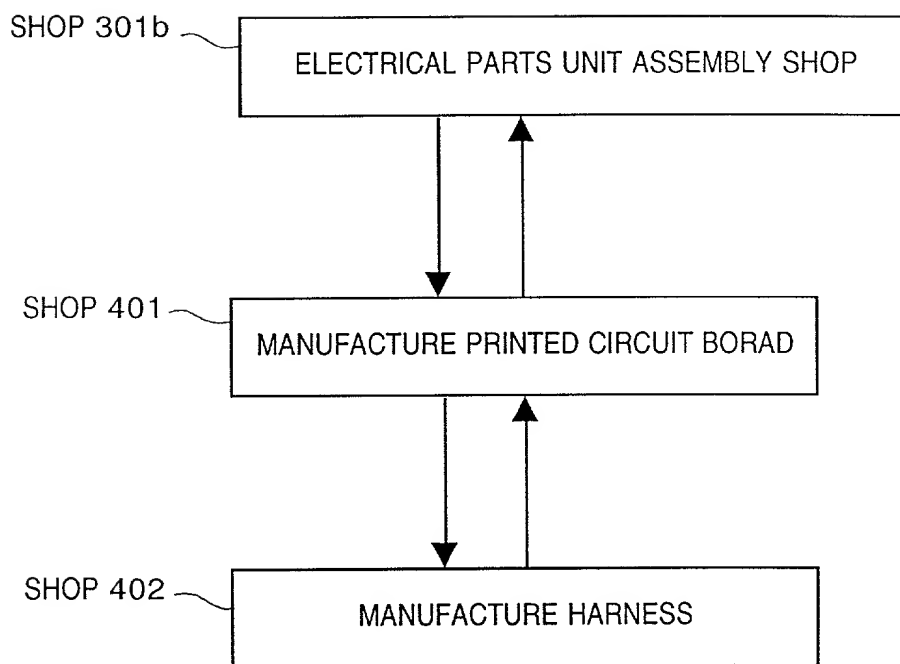 SHOP 301b
ELECTRICAL PARTS UNIT ASSEMBLY SHOP
SHOP 401
MANUFACTURE PRINTED CIRCUIT BORAD
SHOP 402
MANUFACTURE HARNESS